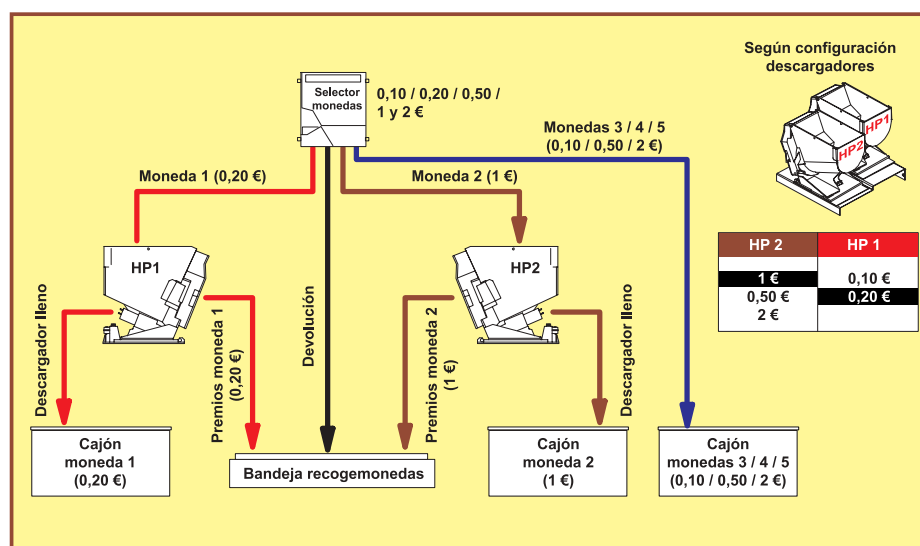 Según configuración
descargadores
HP1
HP2
Selector
monedas
0,10 / 0,20 / 0,50 /
1 y 2 €
Monedas 3 / 4 / 5
(0,10 / 0,50 / 2 €)
Moneda 1 (0,20 €)
Moneda 2 (1 €)
HP1
HP2
HP 2 HP 1
1 € 0,10 €
0,50 € 0,20 €
2 €
Descargador lleno
Premios moneda 1
(0,20 €)
Devolución
Premios moneda 2
(1 €)
Descargador lleno
Cajón
moneda 1
(0,20 €)
Bandeja recogemonedas
Cajón
moneda 2
(1 €)
Cajón
monedas 3 / 4 / 5
(0,10 / 0,50 / 2 €)